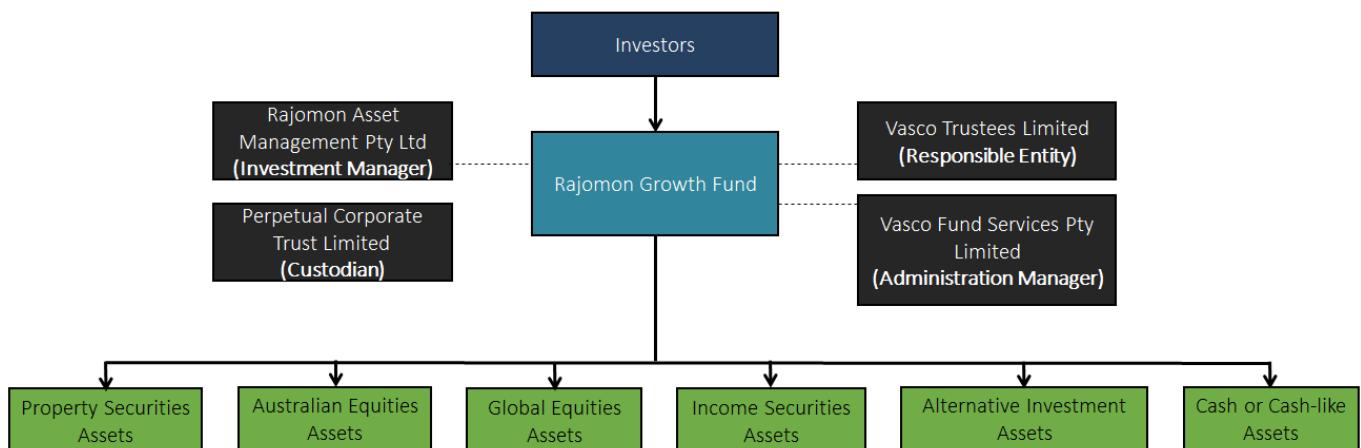 Investors
Rajomon Asset
Management Pty Ltd
(Investment Manager)
Vasco Trustees Limited
(Responsible Entity)
Rajomon Growth Fund
Perpetual Corporate
Trust Limited
(Custodian)
Vasco Fund Services Pty
Limited
(Administration Manager)
Property Securities
Assets
Australian Equities
Assets
Global Equities
Assets
Income Securities
Assets
Alternative Investment
Assets
Cash or Cash-like
Assets